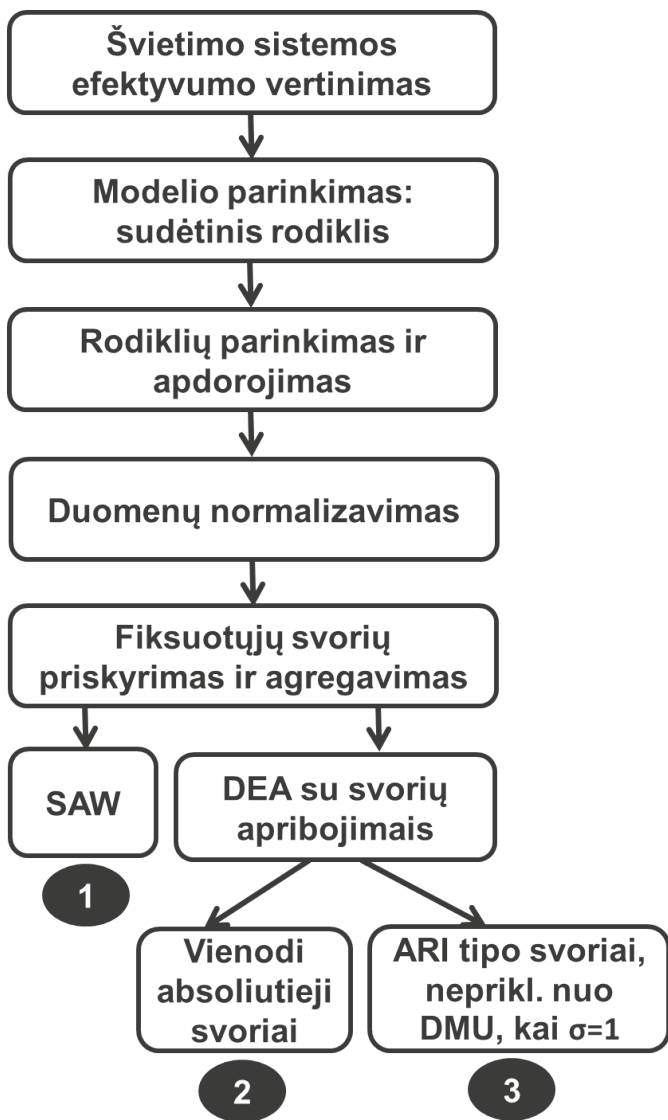 Švietimo sistemos
efektyvumo vertinimas
Modelio parinkimas:
sudėtinis rodiklis
Rodiklių parinkimas ir
apdorojimas
Duomenų normalizavimas
Fiksuotųjų svorių
priskyrimas ir agregavimas
SAW
DEA su svorių
apribojimais
1
Vienodi
absoliutieji
svoriai
ARI tipo svoriai,
neprikl. nuo
DMU, kai σ=1
2
3